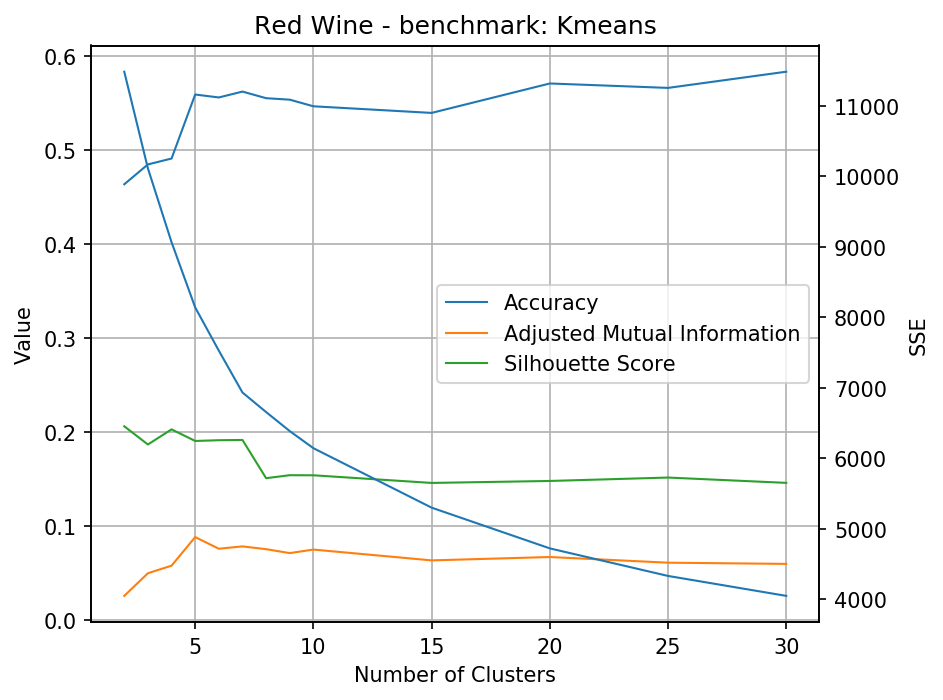 Red Wine - benchmark: Kmeans
0.6
0.5
0.4
0.3
0.2
0.1
0.0
Value
11000
10000
9000
8000
7000
6000
5000
4000
SSE
Accuracy
Adjusted Mutual Information
Silhouette Score
5 10 15 20 25 30
Number of Clusters